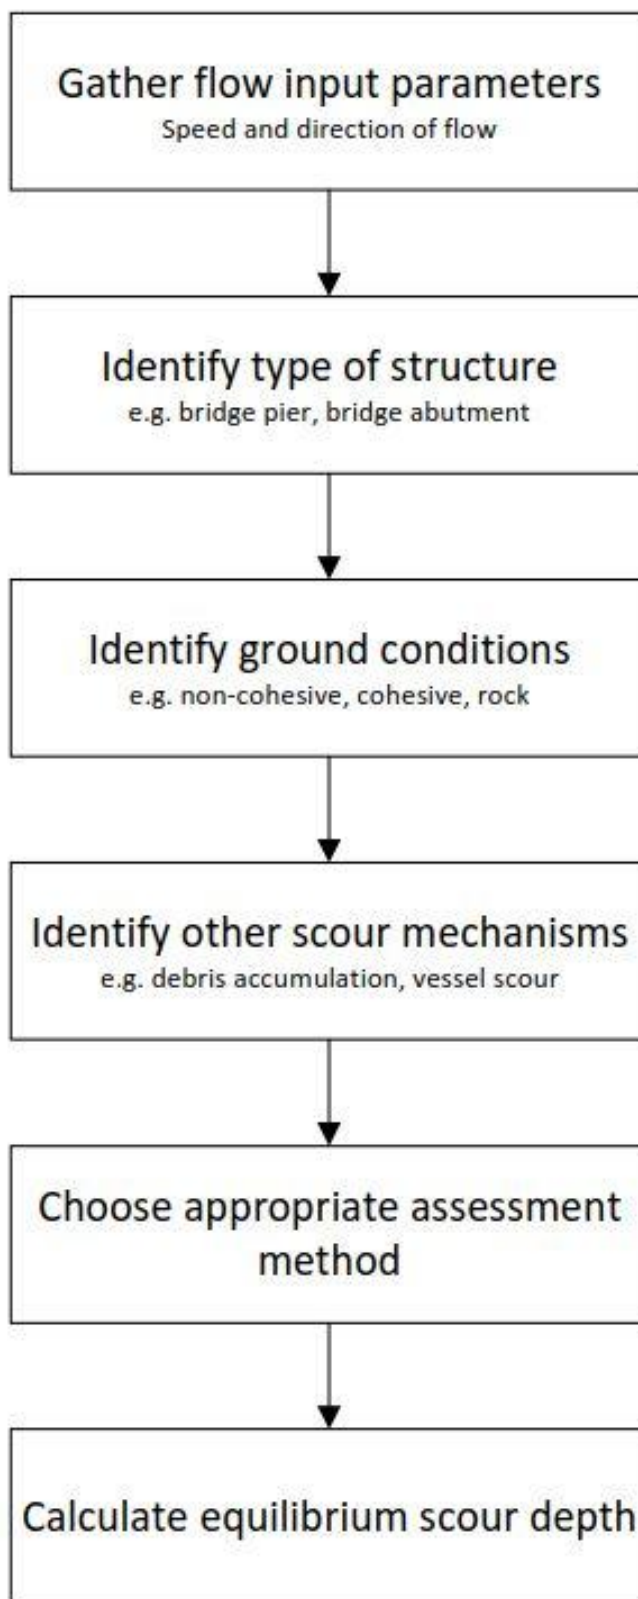 Gather flow input parameters
Speed and direction of flow
Identify type of structure
e.g. bridge pier, bridge abutment
Identify ground conditions
e.g. non-cohesive, cohesive, rock
Identify other scour mechanisms
e.g. debris accumulation, vessel scour
Choose appropriate assessment
method
Calculate equilibrium scour depth